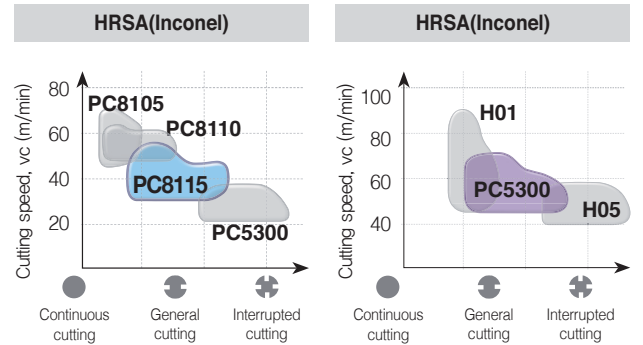 HRSA(Inconel)
Cutting speed, vc (m/min)
80
60
40
20
PC8105
PC8110
PC8115
PC5300
Continuous
cutting
General
cutting
Interrupted
cutting
HRSA(Inconel)
Cutting speed, vc (m/min)
100
80
60
40
H01
PC5300
H05
Continuous
cutting
General
cutting
Interrupted
cutting